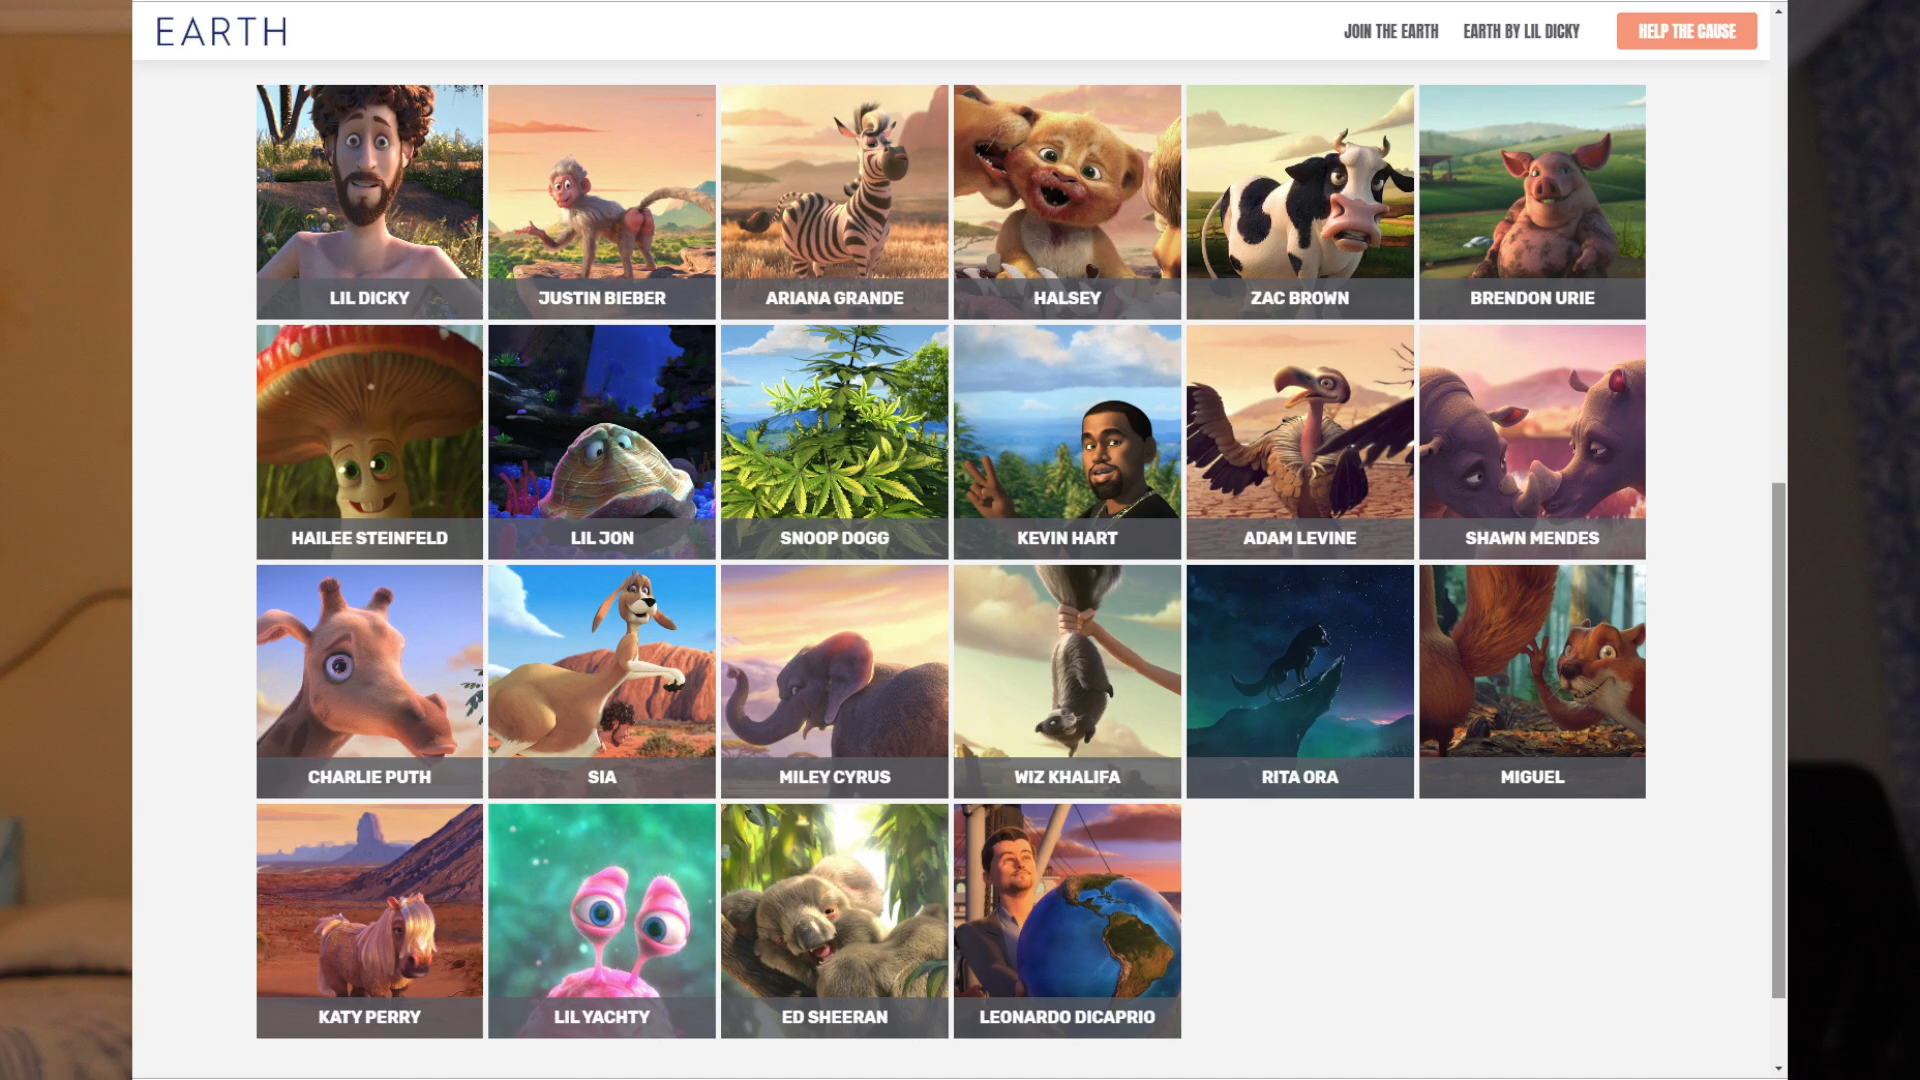 EARTH
JOIN THE EARTH
EARTH BY LIL DICKY
HELP THE CAUSE
LIL DICKY
JUSTIN BIEBER
ARIANA GRANDE
HALSEY
ZAC BROWN
BRENDON URIE
HAILEE STEINFELD
LIL JON
SNOOP DOGG
KEVIN HART
ADAM LEVINE
SHAWN MENDES
CHARLIE PUTH
SIA
MILEY CYRUS
WIZ KHALIFA
RITA ORA
MIGUEL
KATY PERRY
LIL YACHTY
ED SHEERAN
LEONARDO DICAPRIO